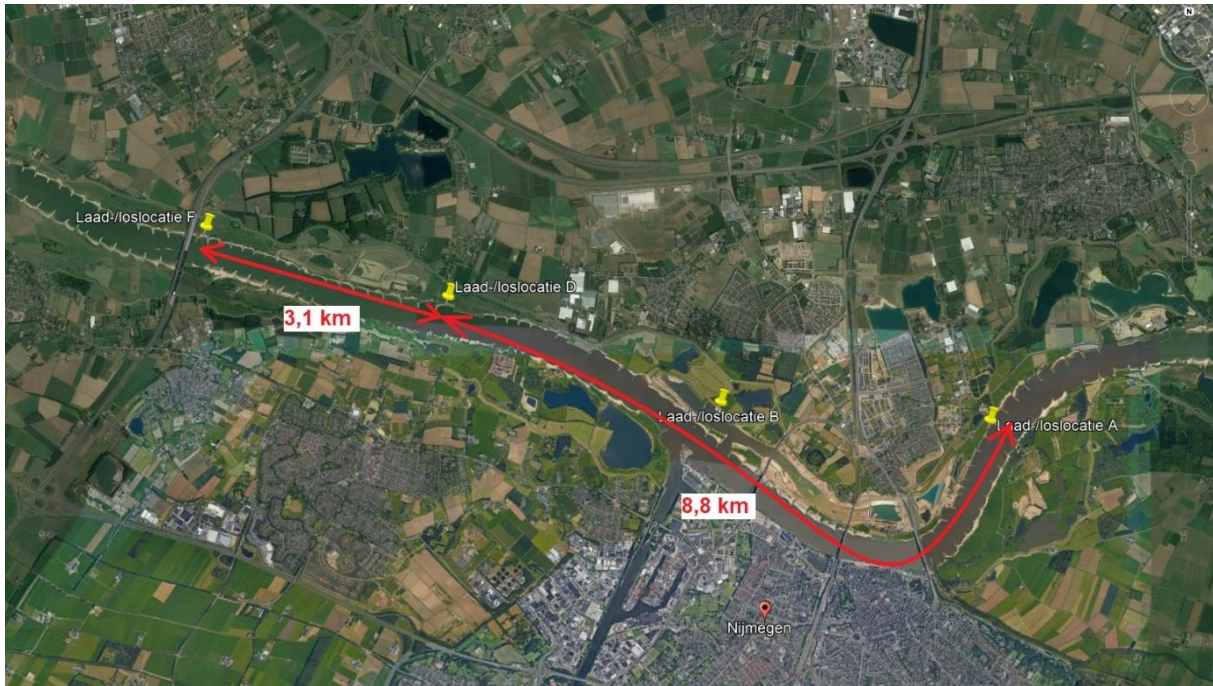 N
Laad-/loslocatie F
Laad-/loslocatie D
3,1 km
Laad-/loslocatie B
Laad-/loslocatie A
8,8 km
Nijmegen